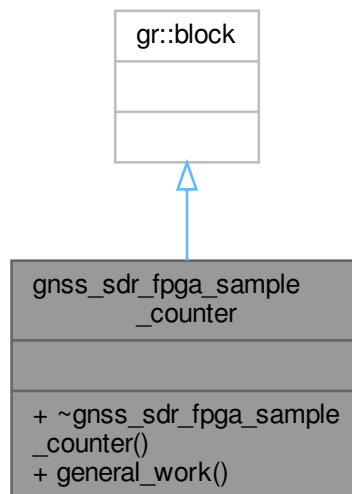 gr::block
gnss_sdr_fpga_sample
_counter
+ ~gnss_sdr_fpga_sample
_counter()
+ general_work()